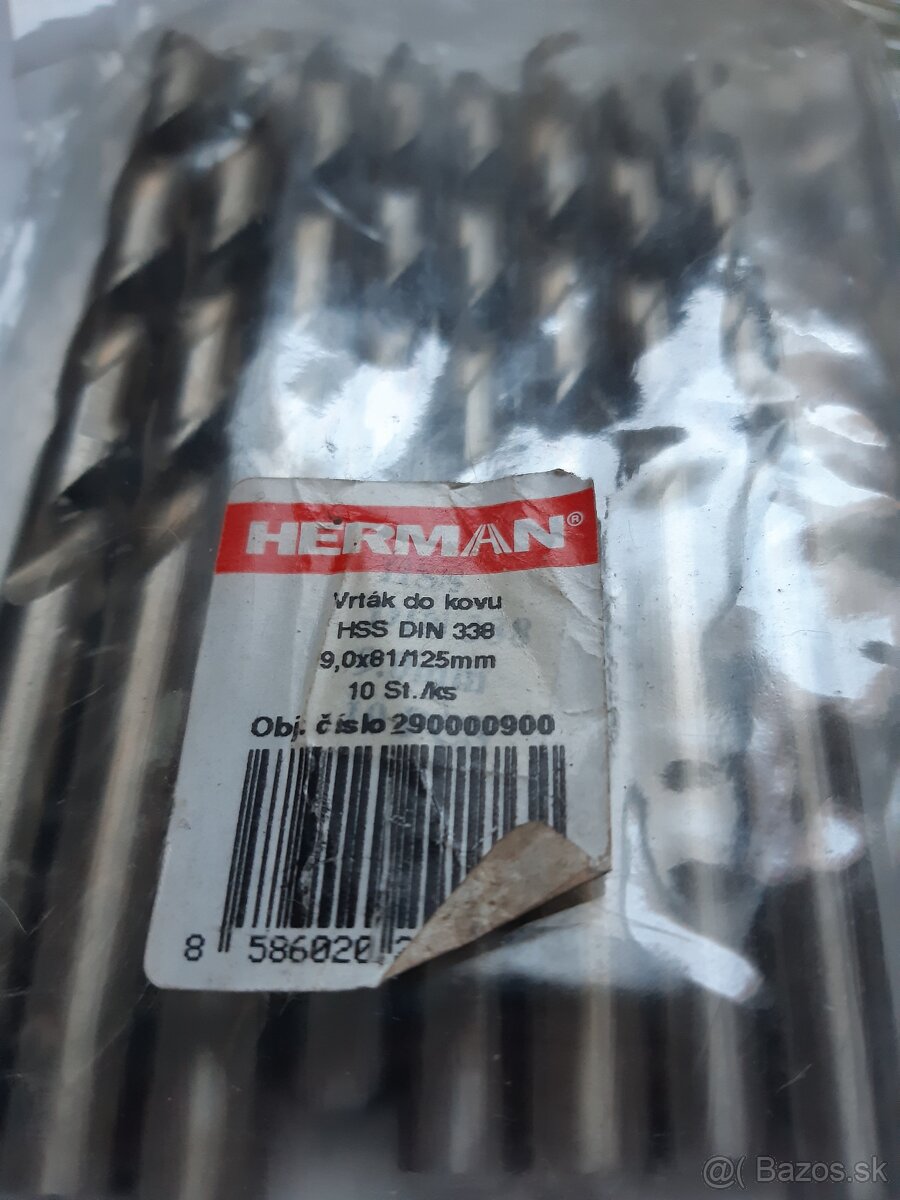 HERMAN®
Vrták do kovu
HSS DIN 338
9,0x81/125mm
10 St./ks
Obj. číslo 290000900
8 586020
@( Bazos.sk